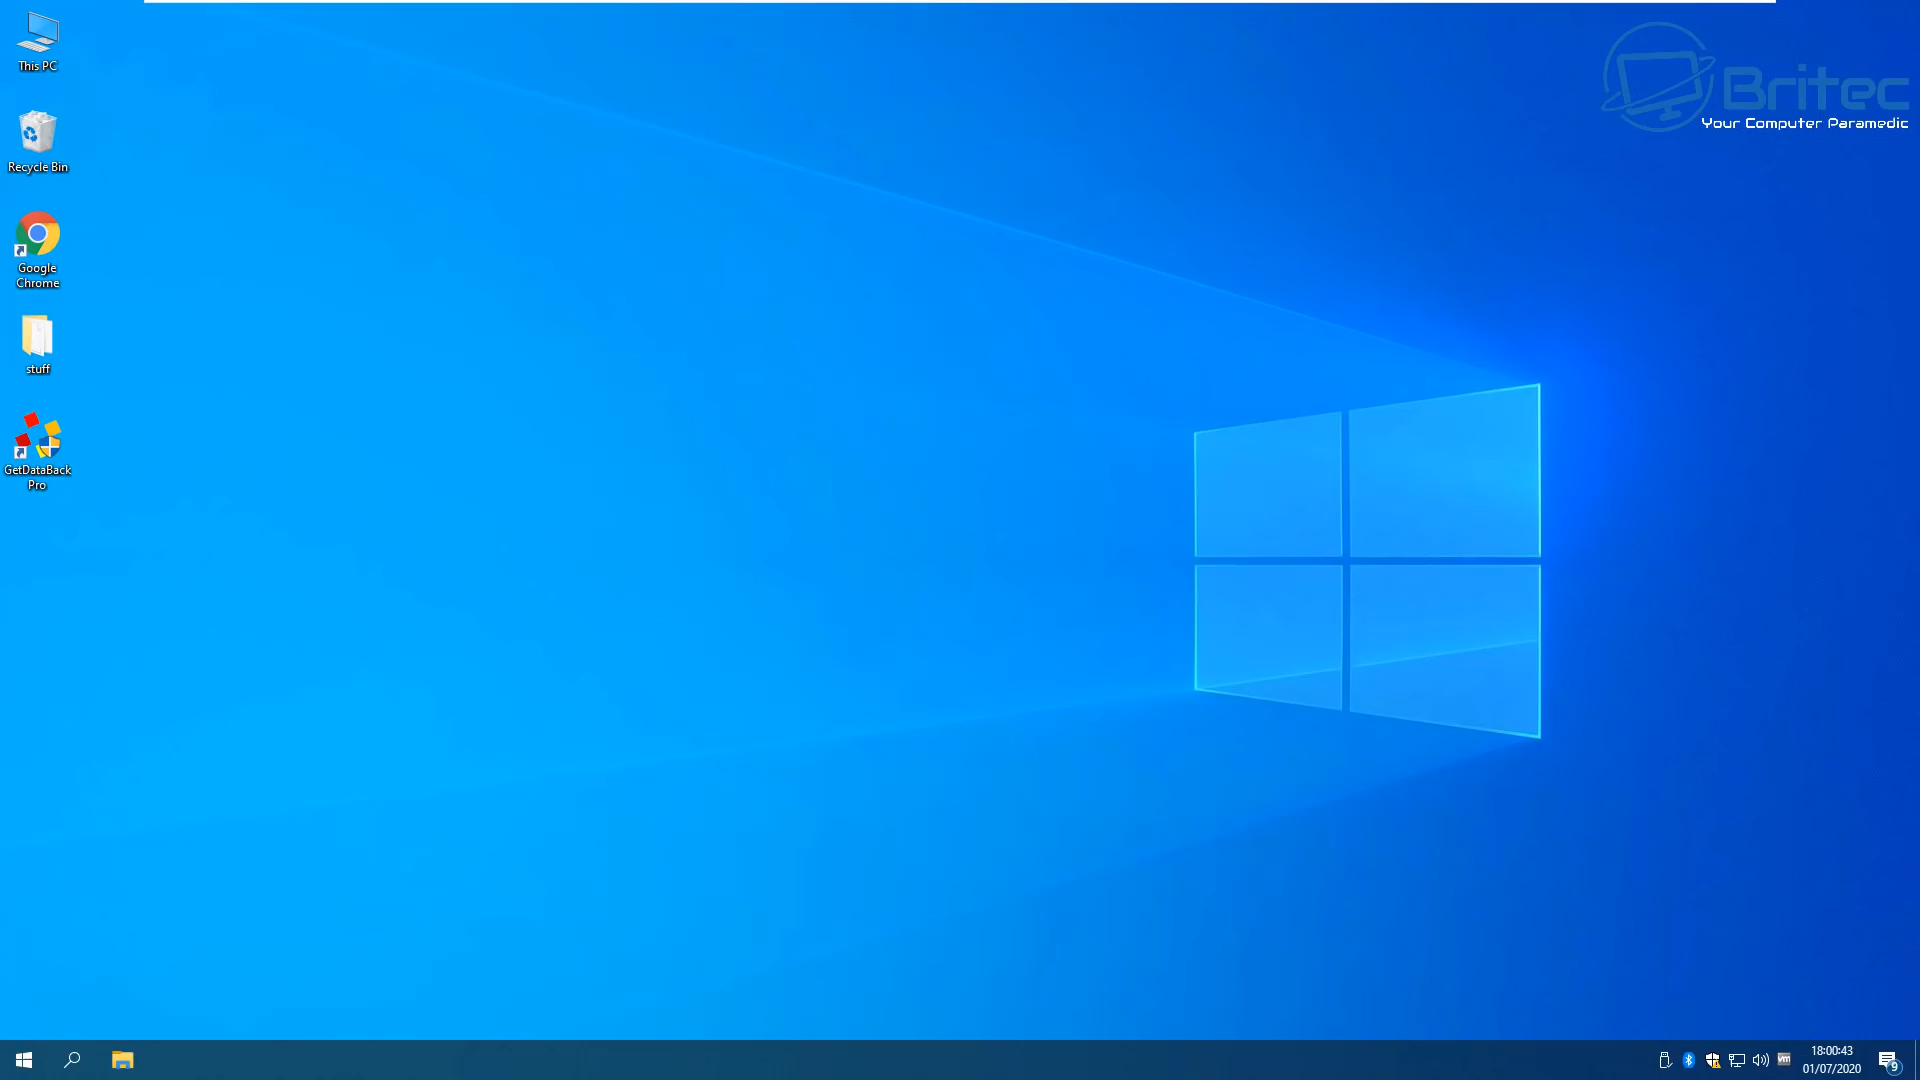 This PC
Recycle Bin
Google
Chrome
stuff
GetDataBack
Pro
Britec
Your Computer Paramedic
vm
18:00:43
01/07/2020
9